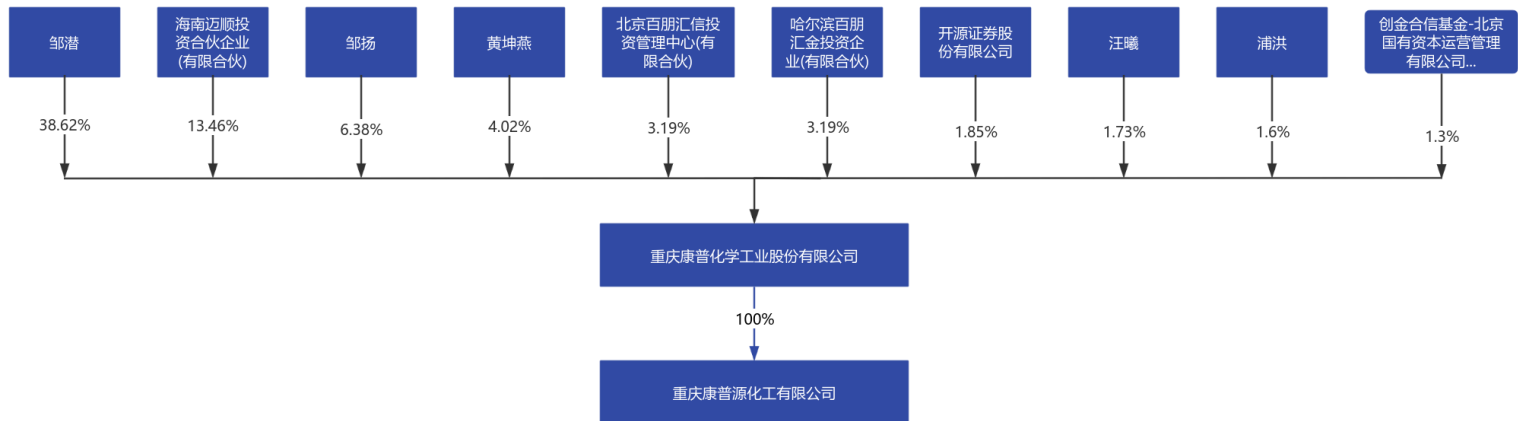 邹潜
海南迈顺投
资合伙企业
(有限合伙)
邹扬
黄坤燕
北京百朋汇信投
资管理中心(有
限合伙)
哈尔滨百朋
汇金投资企
业(有限合伙)
开源证券股
份有限公司
汪曦
浦洪
创金合信基金-北京
国有资本运营管理
有限公司...
38.62%
13.46%
6.38%
4.02%
3.19%
3.19%
1.85%
1.73%
1.6%
1.3%
重庆康普化学工业股份有限公司
100%
重庆康普源化工有限公司